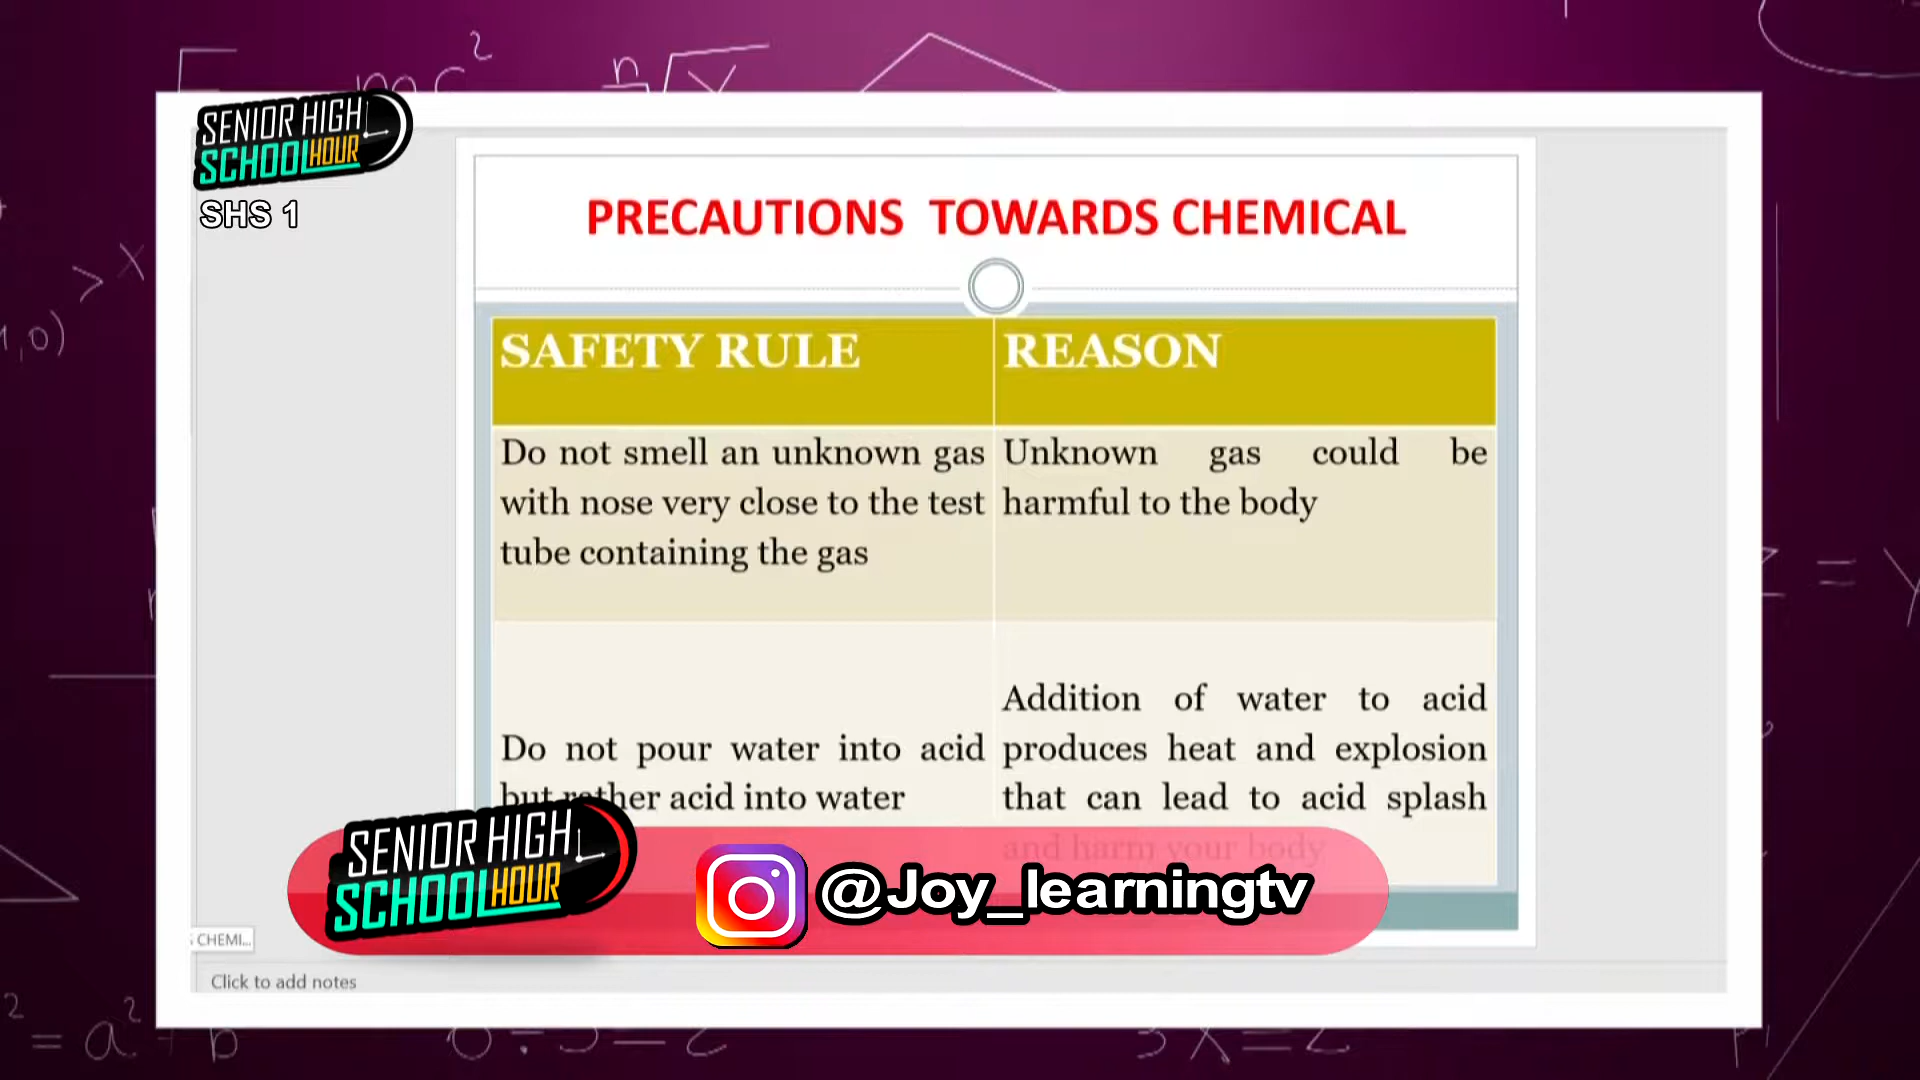 SENIOR HIGH
SCHOOL HOUR
SHS 1
PRECAUTIONS TOWARDS CHEMICAL
SAFETY RULE
REASON
Do not smell an unknown gas
with nose very close to the test
tube containing the gas
Unknown gas could be
harmful to the body
Do not pour water into acid
but rather acid into water
Addition of water to acid
produces heat and explosion
that can lead to acid splash
and harm your body
SENIOR HIGH
SCHOOL HOUR
@Joy_learningtv
CHEMI...
Click to add notes